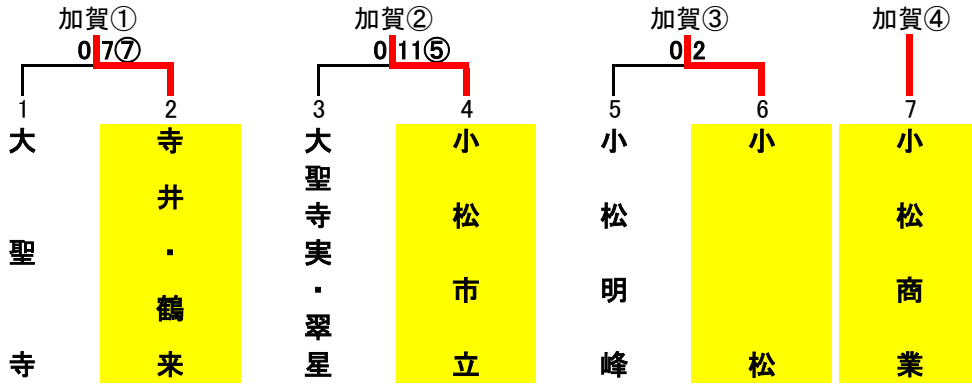 加賀① 加賀② 加賀③ 加賀④
0 7⑦ 0 11⑤ 0 2
1 2 3 4 5 6 7
大聖寺
寺井・鶴来
大聖寺実・翠星
小松市立
小松明峰
小松
小松商業